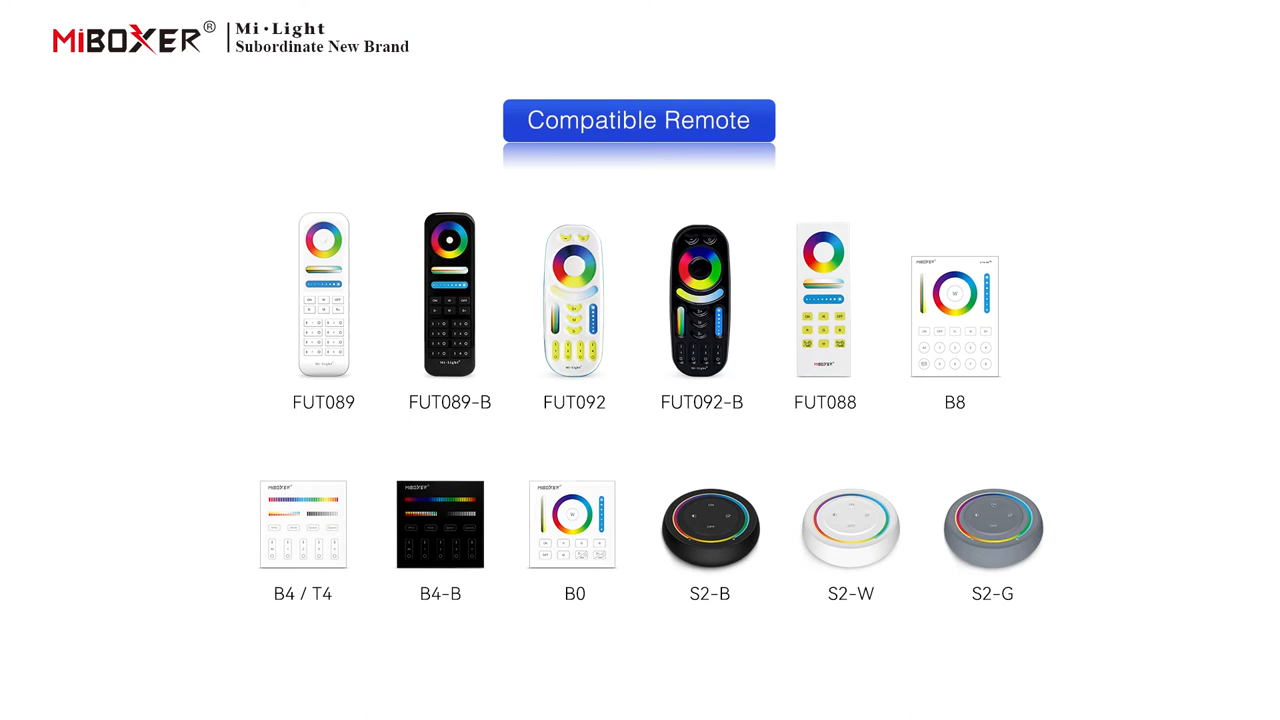 MiBOXER®
Mi·Light
Subordinate New Brand
Compatible Remote
FUT089
FUT089-B
FUT092
FUT092-B
FUT088
B8
B4 / T4
B4-B
B0
S2-B
S2-W
S2-G